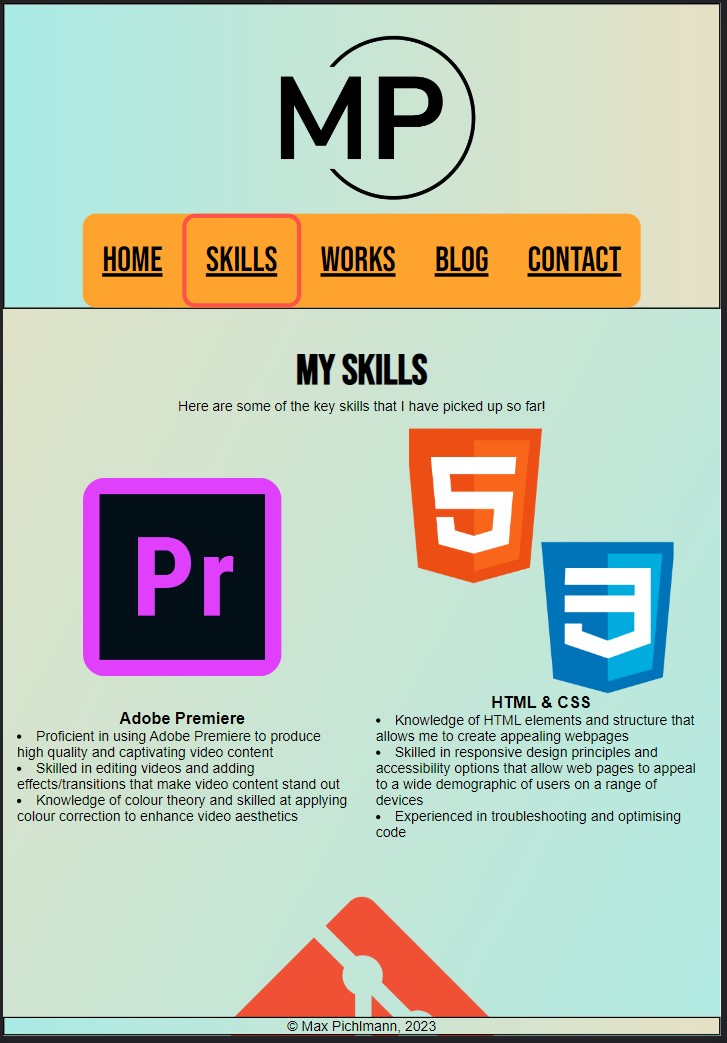 MP
HOME SKILLS WORKS BLOG CONTACT
MY SKILLS
Here are some of the key skills that I have picked up so far!
5
Pr
3
Adobe Premiere
• Proficient in using Adobe Premiere to produce
high quality and captivating video content
• Skilled in editing videos and adding
effects/transitions that make video content stand out
• Knowledge of colour theory and skilled at applying
colour correction to enhance video aesthetics
HTML & CSS
• Knowledge of HTML elements and structure that
allows me to create appealing webpages
• Skilled in responsive design principles and
accessibility options that allow web pages to appeal
to a wide demographic of users on a range of
devices
• Experienced in troubleshooting and optimising
code
© Max Pichlmann, 2023